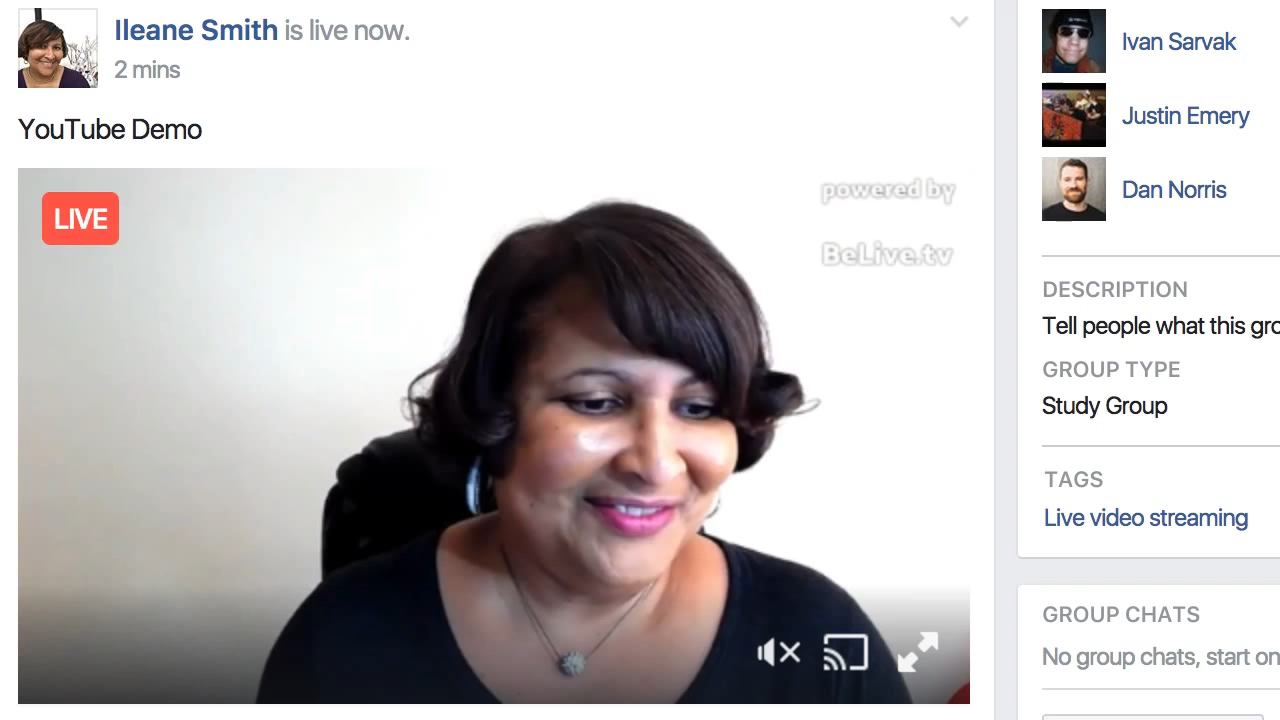 Ileane Smith is live now.
2 mins
YouTube Demo
LIVE
powered by
BeLive.tv
Ivan Sarvak
Justin Emery
Dan Norris
DESCRIPTION
Tell people what this gro
GROUP TYPE
Study Group
TAGS
Live video streaming
GROUP CHATS
No group chats, start on